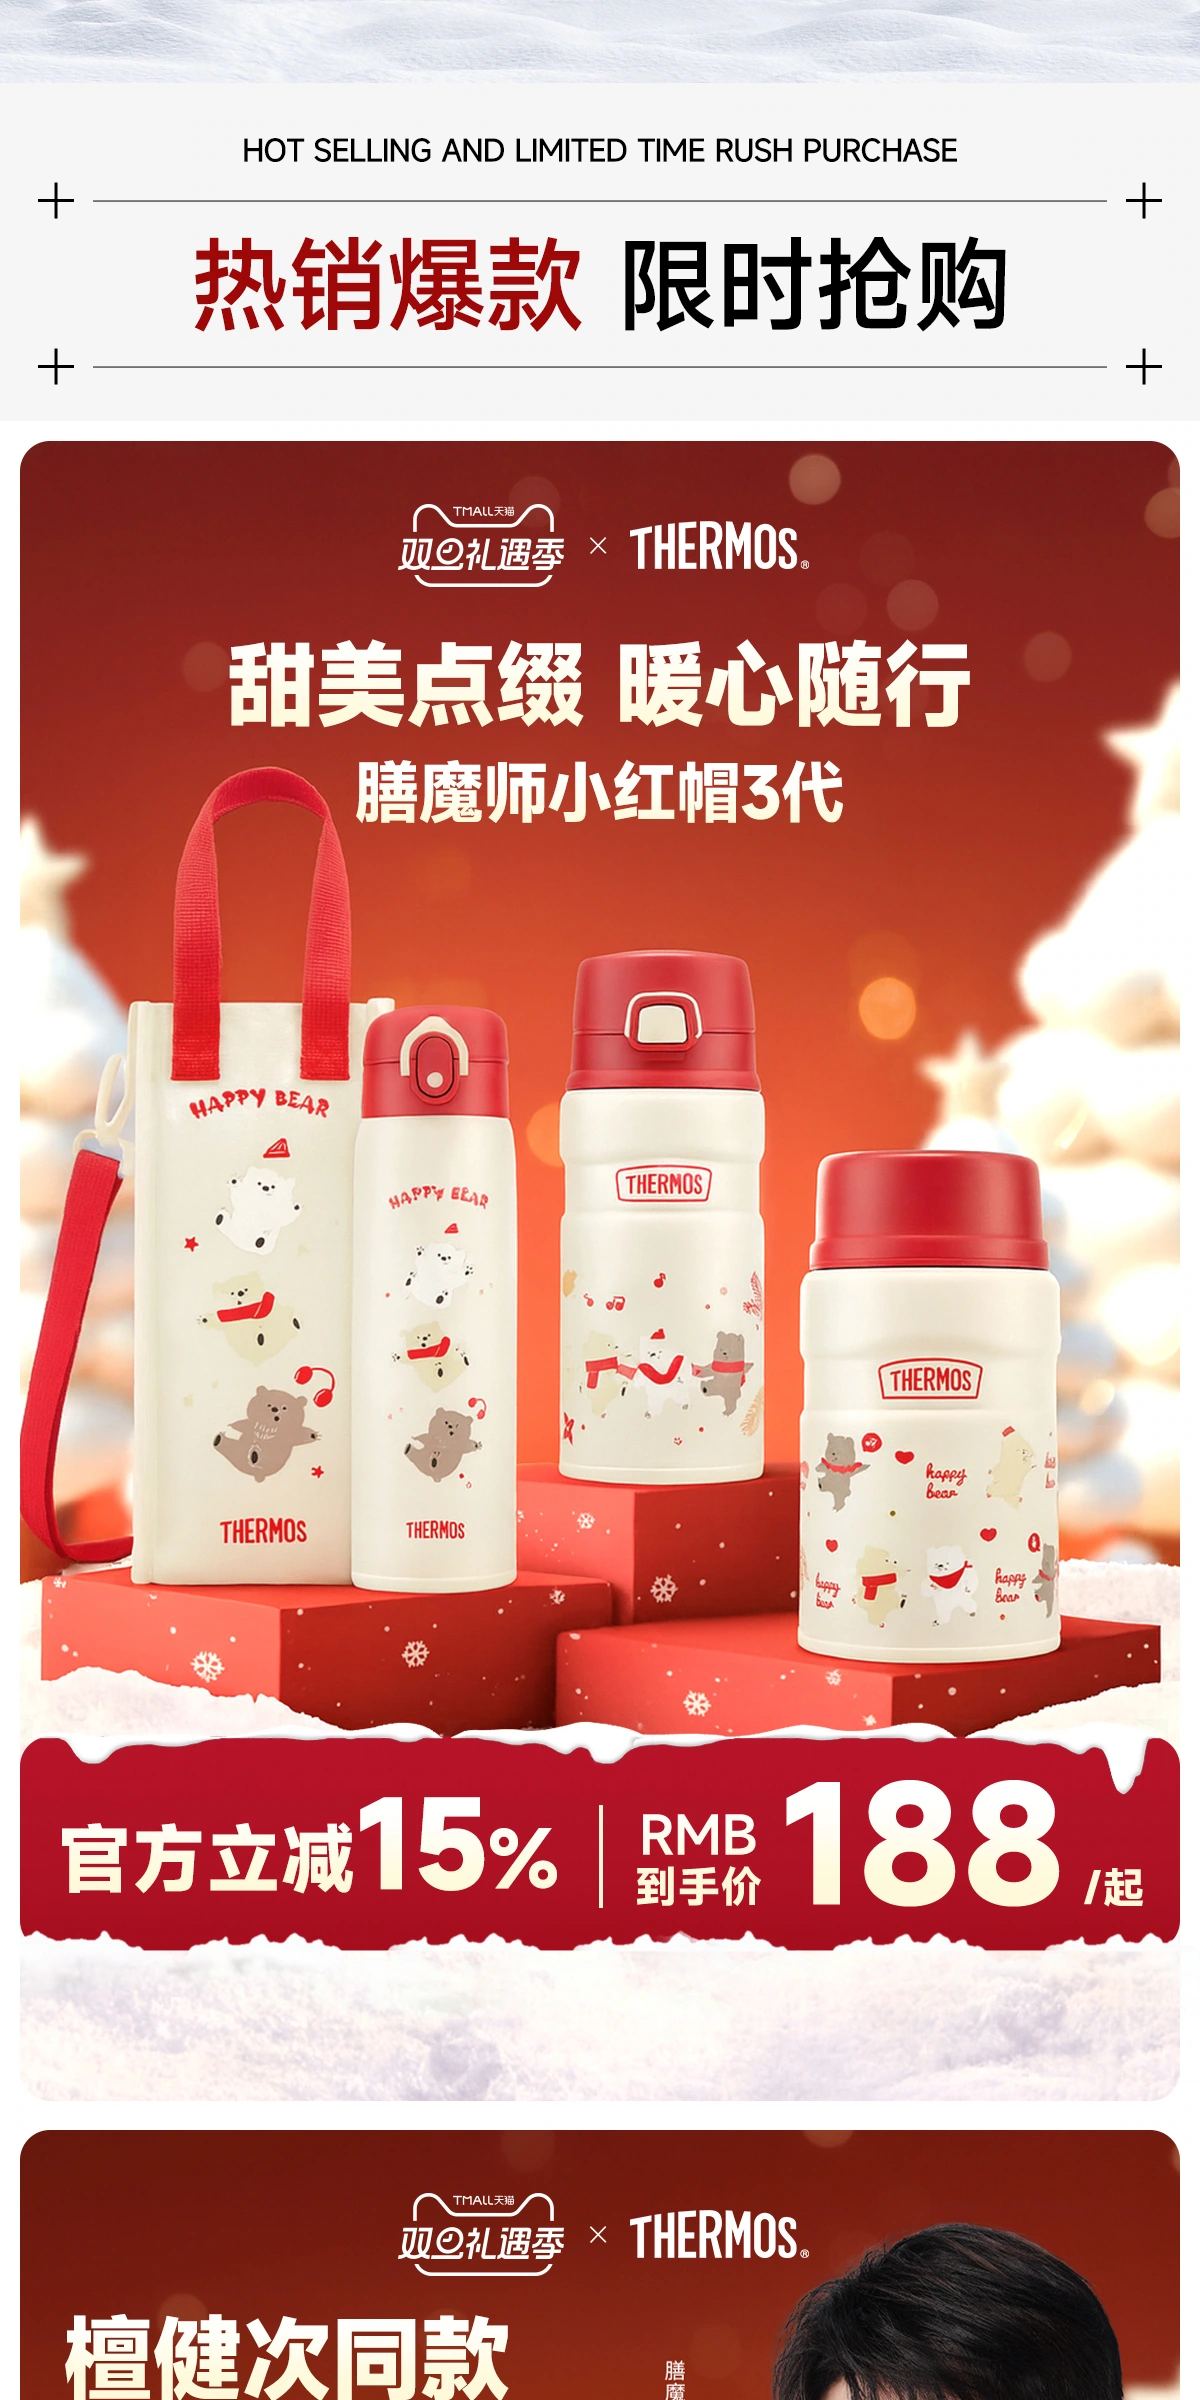 HOT SELLING AND LIMITED TIME RUSH PURCHASE
热销爆款 限时抢购
TMALL天猫
双旦礼遇季 × THERMOS®
甜美点缀 暖心随行
膳魔师小红帽3代
HAPPY BEAR
THERMOS
HAPPY BEAR
THERMOS
THERMOS
THERMOS
happy
bear
happy
bear
happy
bear
官方立减15%
RMB
到手价
188
/起
TMALL天猫
双旦礼遇季 × THERMOS®
檀健次同款
膳
魔